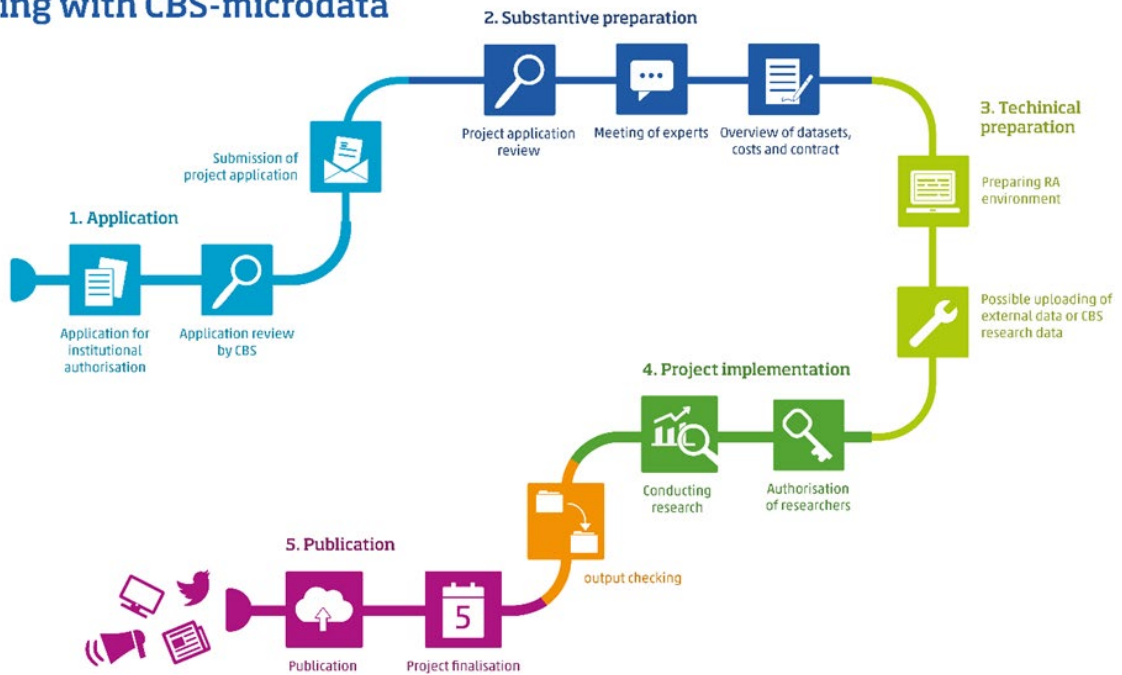 ing with CBS-microdata
2. Substantive preparation
Project application
review
Meeting of experts
Overview of datasets,
costs and contract
3. Techinical
preparation
Preparing RA
environment
Submission of
project application
1. Application
Application for
institutional
authorisation
Application review
by CBS
Possible uploading of
external data or CBS
research data
4. Project implementation
Conducting
research
Authorisation
of researchers
output checking
5. Publication
5
Publication
Project finalisation